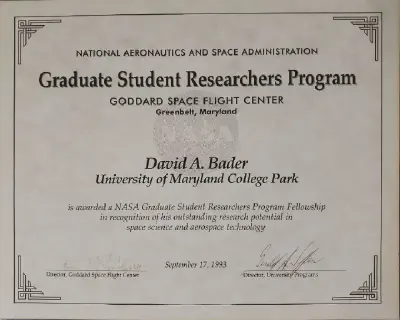 NATIONAL AERONAUTICS AND SPACE ADMINISTRATION
Graduate Student Researchers Program
GODDARD SPACE FLIGHT CENTER
Greenbelt, Maryland
NASA
David A. Bader
University of Maryland College Park
is awarded a NASA Graduate Student Researchers Program Fellowship
in recognition of his outstanding research potential in
space science and aerospace technology
September 17, 1993
Director, Goddard Space Flight Center
Director, University Programs